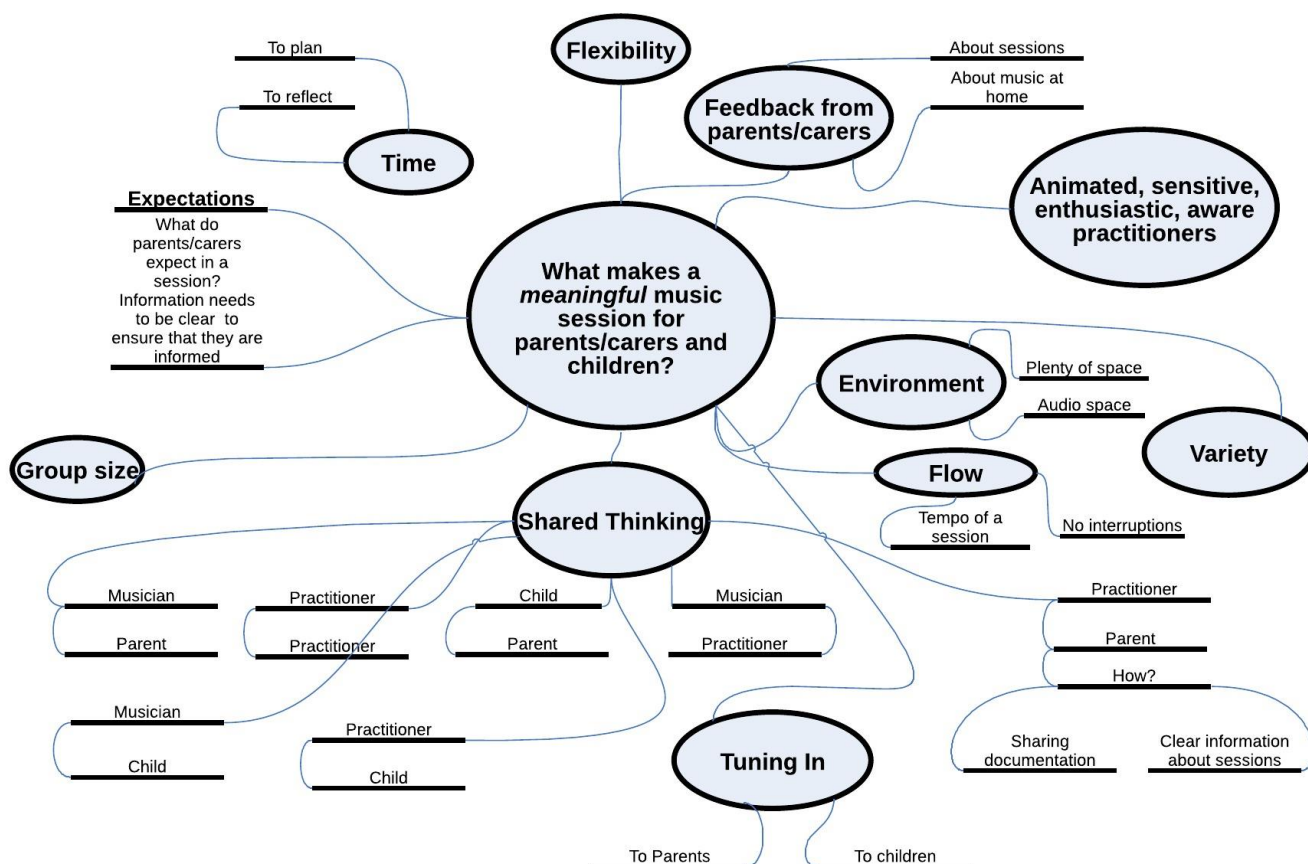 To plan
To reflect
Time
Flexibility
Feedback from
parents/carers
About sessions
About music at
home
Animated, sensitive,
enthusiastic, aware
practitioners
Expectations
What do
parents/carers
expect in a
session?
Information needs
to be clear  to
ensure that they are
informed
What makes a
meaningful music
session for
parents/carers and
children?
Environment
Plenty of space
Audio space
Variety
Group size
Flow
Tempo of a
session
No interruptions
Shared Thinking
Musician
Parent
Practitioner
Practitioner
Child
Parent
Musician
Practitioner
Practitioner
Parent
How?
Sharing
documentation
Clear information
about sessions
Musician
Child
Practitioner
Child
Tuning In
To Parents
To children